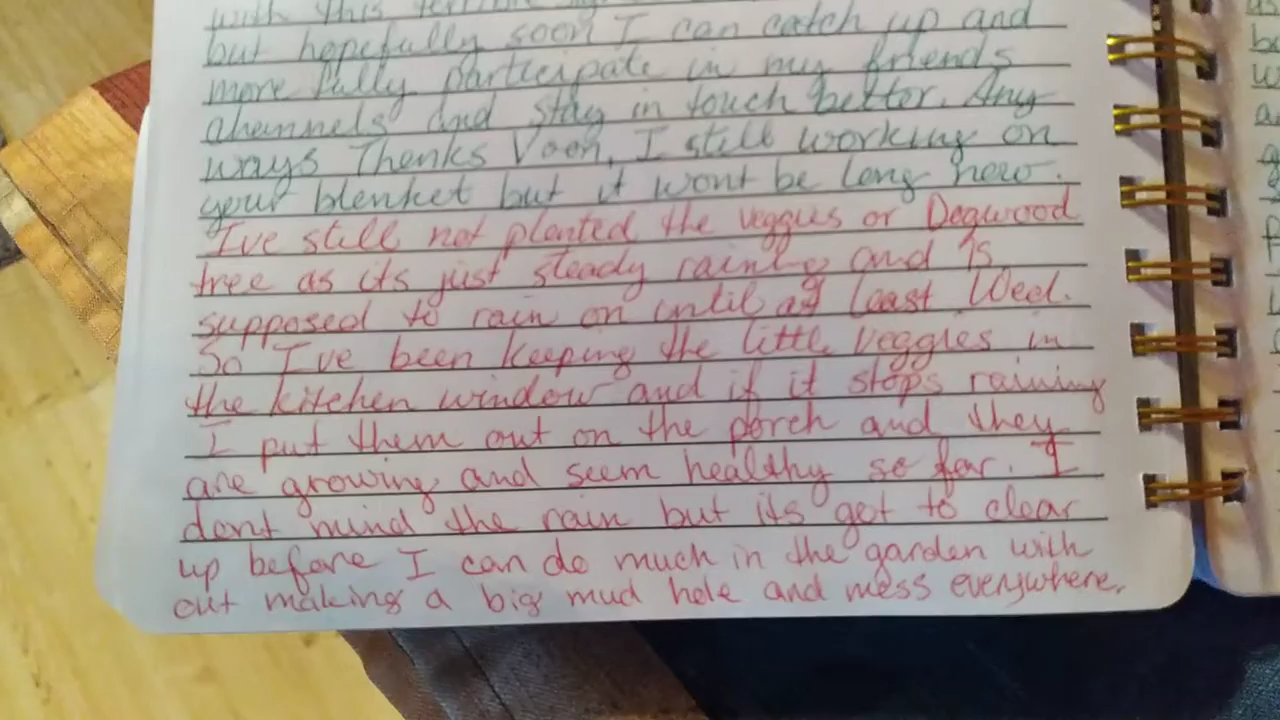 with this
but hopefully soon I can catch up and
more fully participate in my friends
channels and stay in touch better. Any
ways Thanks Voon, I still working on
your blenket but it wont be long now.
I've still not planted the veggies or Dogwood
tree as its just steady raining and is
supposed to rain on until at least Wed.
So I've been keeping the little veggies in
the kitchen window and if it stops raining
I put them out on the porch and they
are growing and seem healthy so far. I
dont mind the rain but its got to clear
up before I can do much in the garden with
out making a big mud hole and mess everywhere.